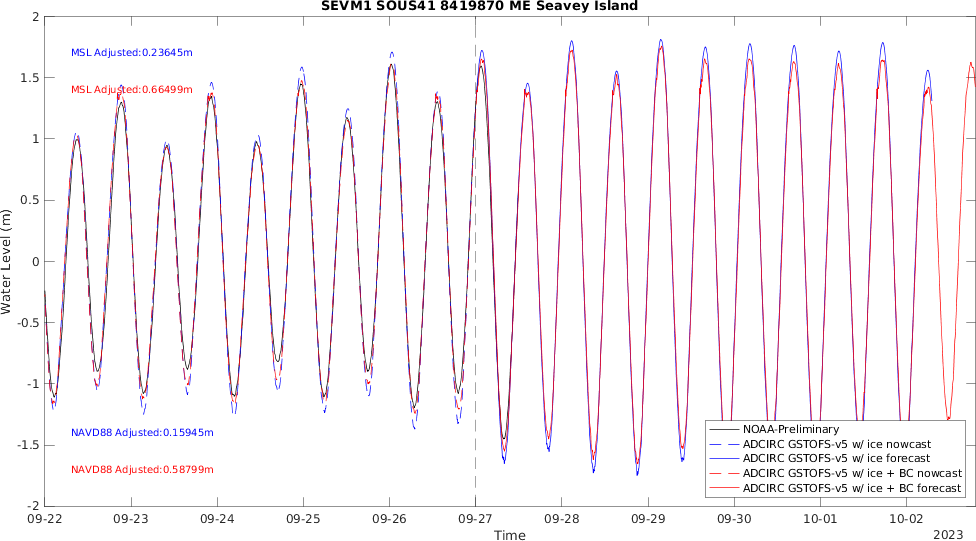 SEVM1 SOUS41 8419870 ME Seavey Island
2
1.5
1
0.5
0
-0.5
-1
-1.5
-2
Water Level (m)
MSL Adjusted:0.23645m
MSL Adjusted:0.66499m
NAVD88 Adjusted:0.15945m
NAVD88 Adjusted:0.58799m
NOAA-Preliminary
ADCIRC GSTOFS-v5 w/ ice nowcast
ADCIRC GSTOFS-v5 w/ ice forecast
ADCIRC GSTOFS-v5 w/ ice + BC nowcast
ADCIRC GSTOFS-v5 w/ ice + BC forecast
09-22 09-23 09-24 09-25 09-26 09-27 09-28 09-29 09-30 10-01 10-02
Time
2023